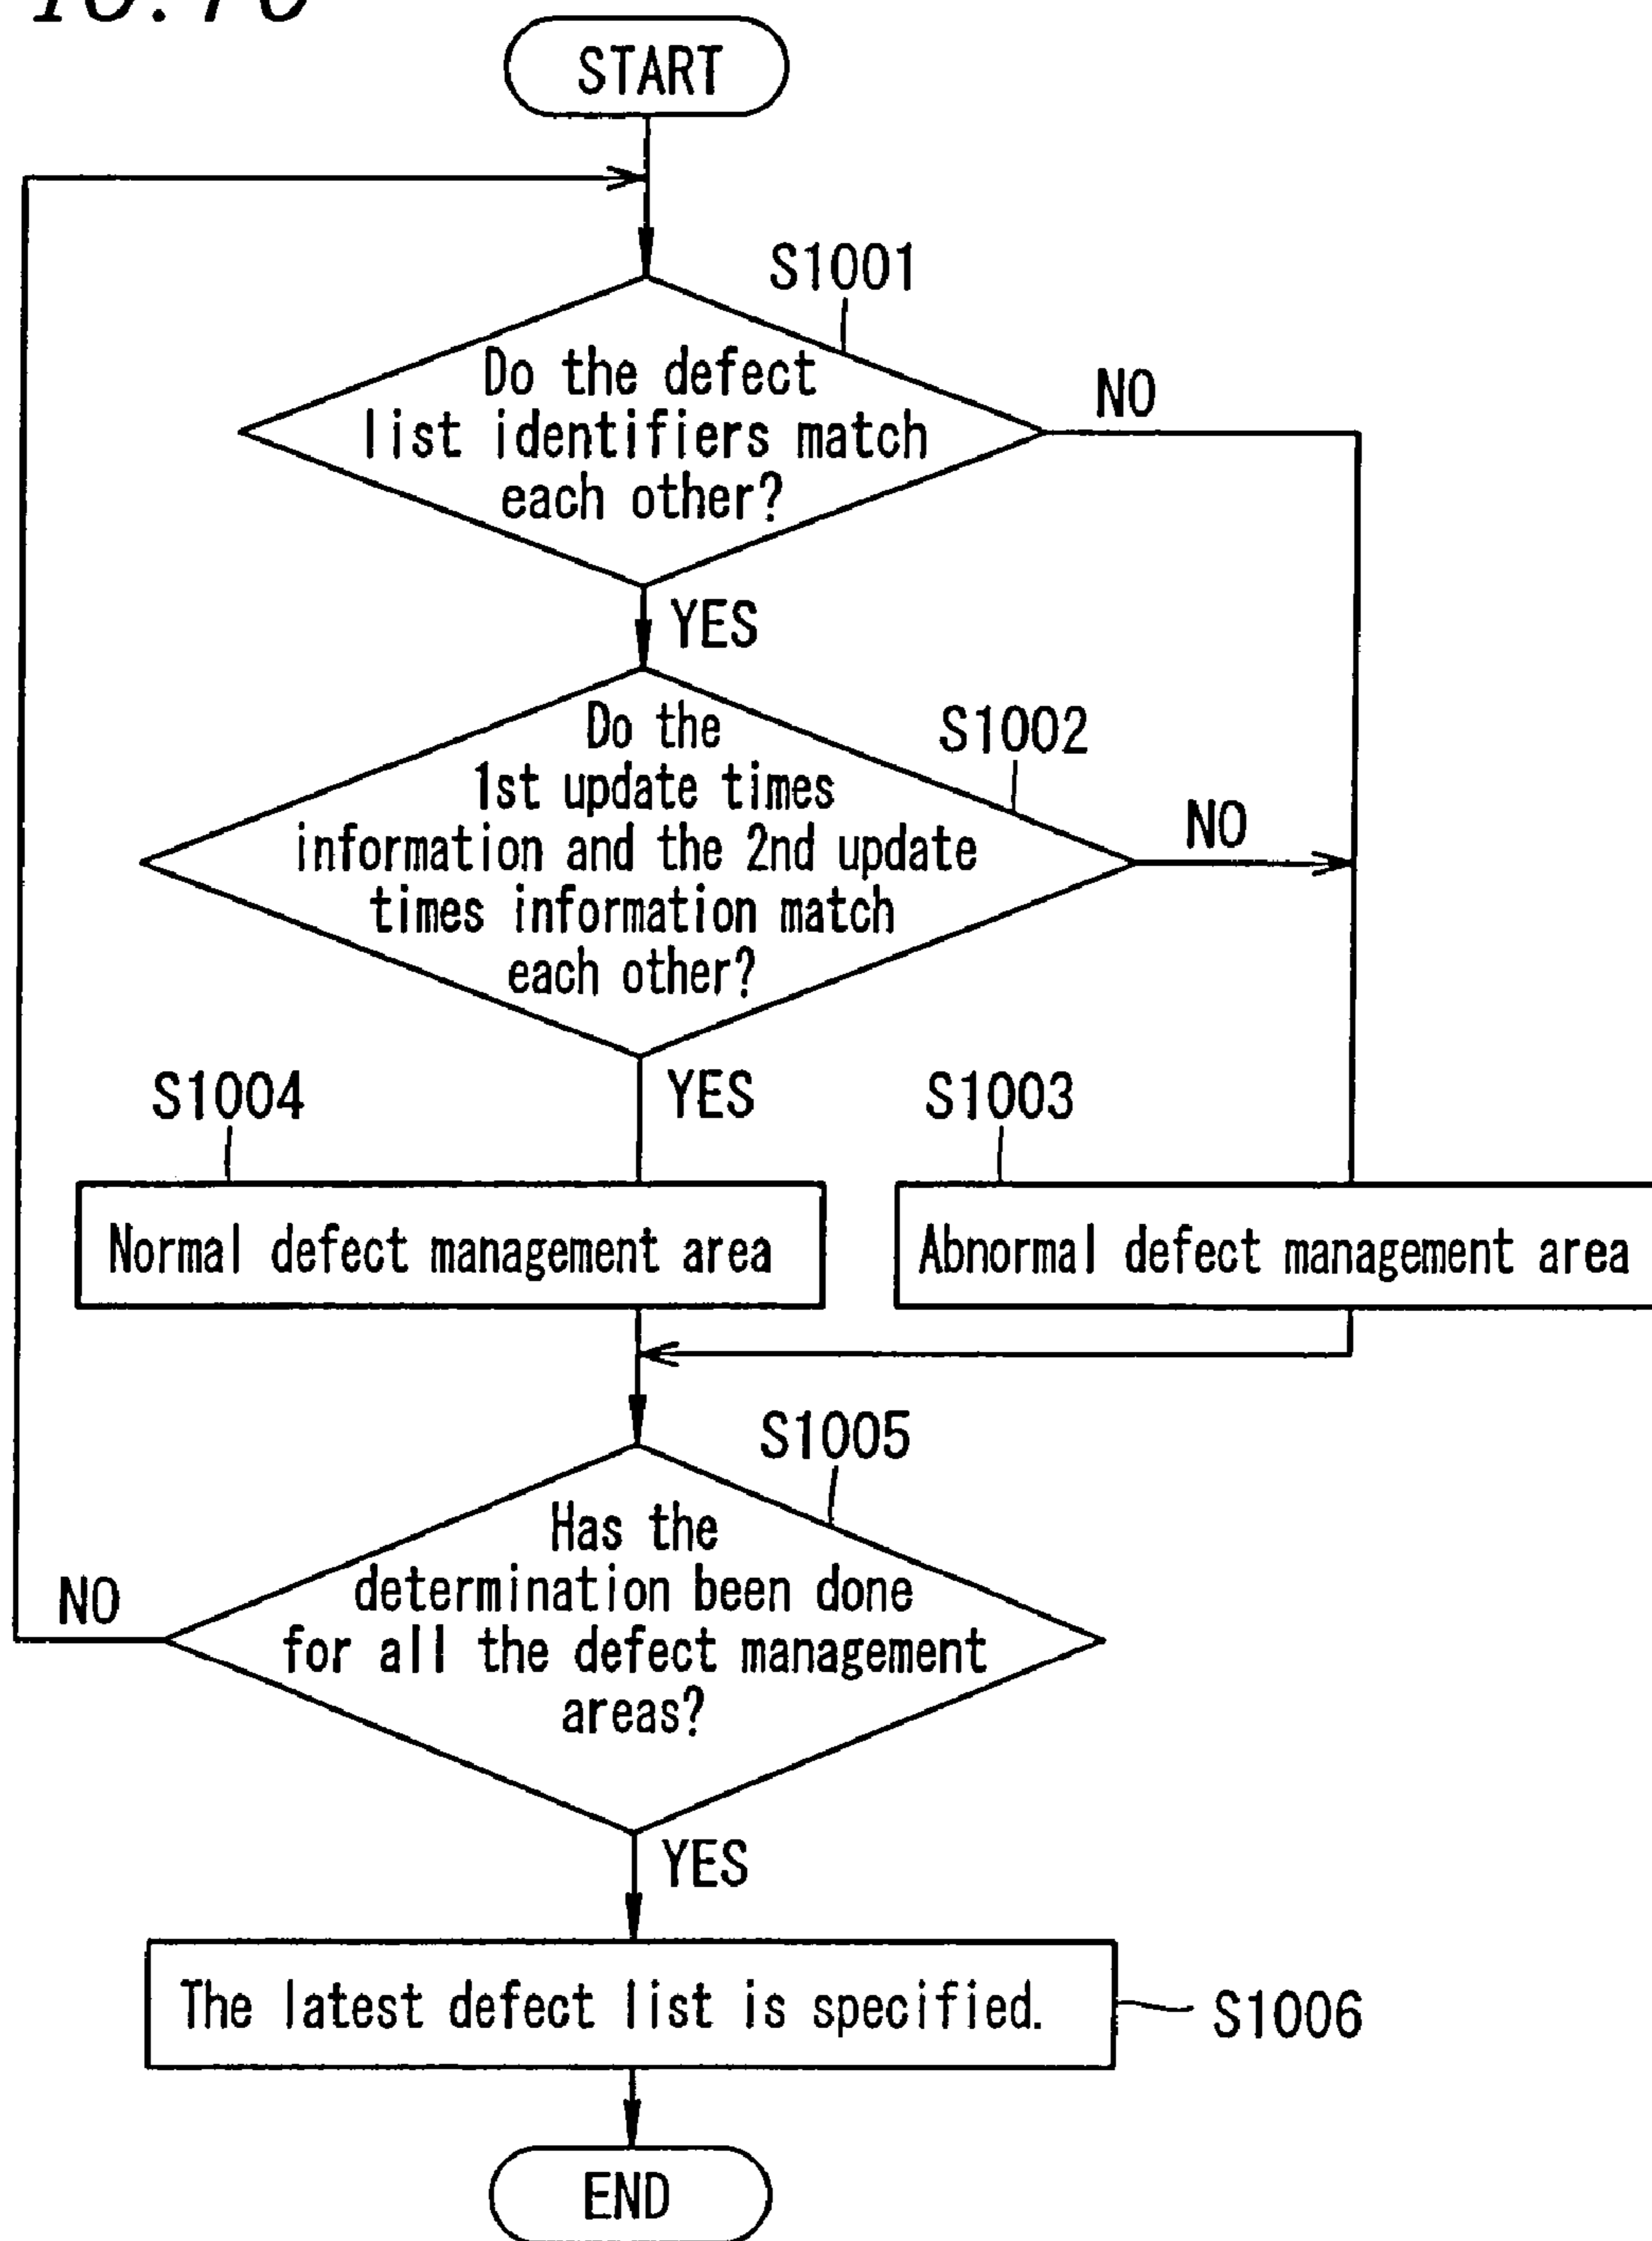 START
S1001
Do the defect
list identifiers match
each other?
NO
YES
S1002
Do the
1st update times
information and the 2nd update
times information match
each other?
NO
YES
S1004
S1003
Normal defect management area
Abnormal defect management area
S1005
Has the
determination been done
for all the defect management
areas?
NO
YES
The latest defect list is specified.
S1006
END